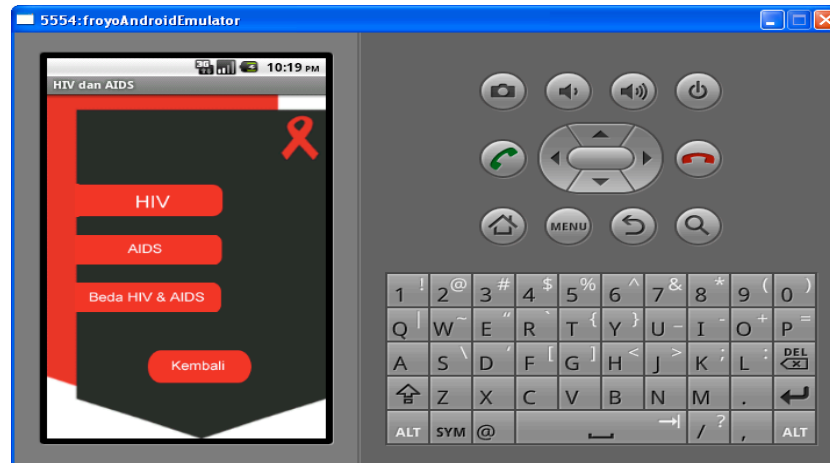 5554:froyoAndroidEmulator
3G 10:19 PM
HIV dan AIDS
HIV
AIDS
Beda HIV & AIDS
Kembali
MENU
1 ! 2 @ 3 # 4 $ 5 % 6 ^ 7 & 8 * 9 ( 0 )
Q | W ~ E " R ` T { Y } U - I - O + P =
A S \ D ' F [ G ] H < J > K ; L : DEL
Z X C V B N M .
ALT SYM @ / ? , ALT